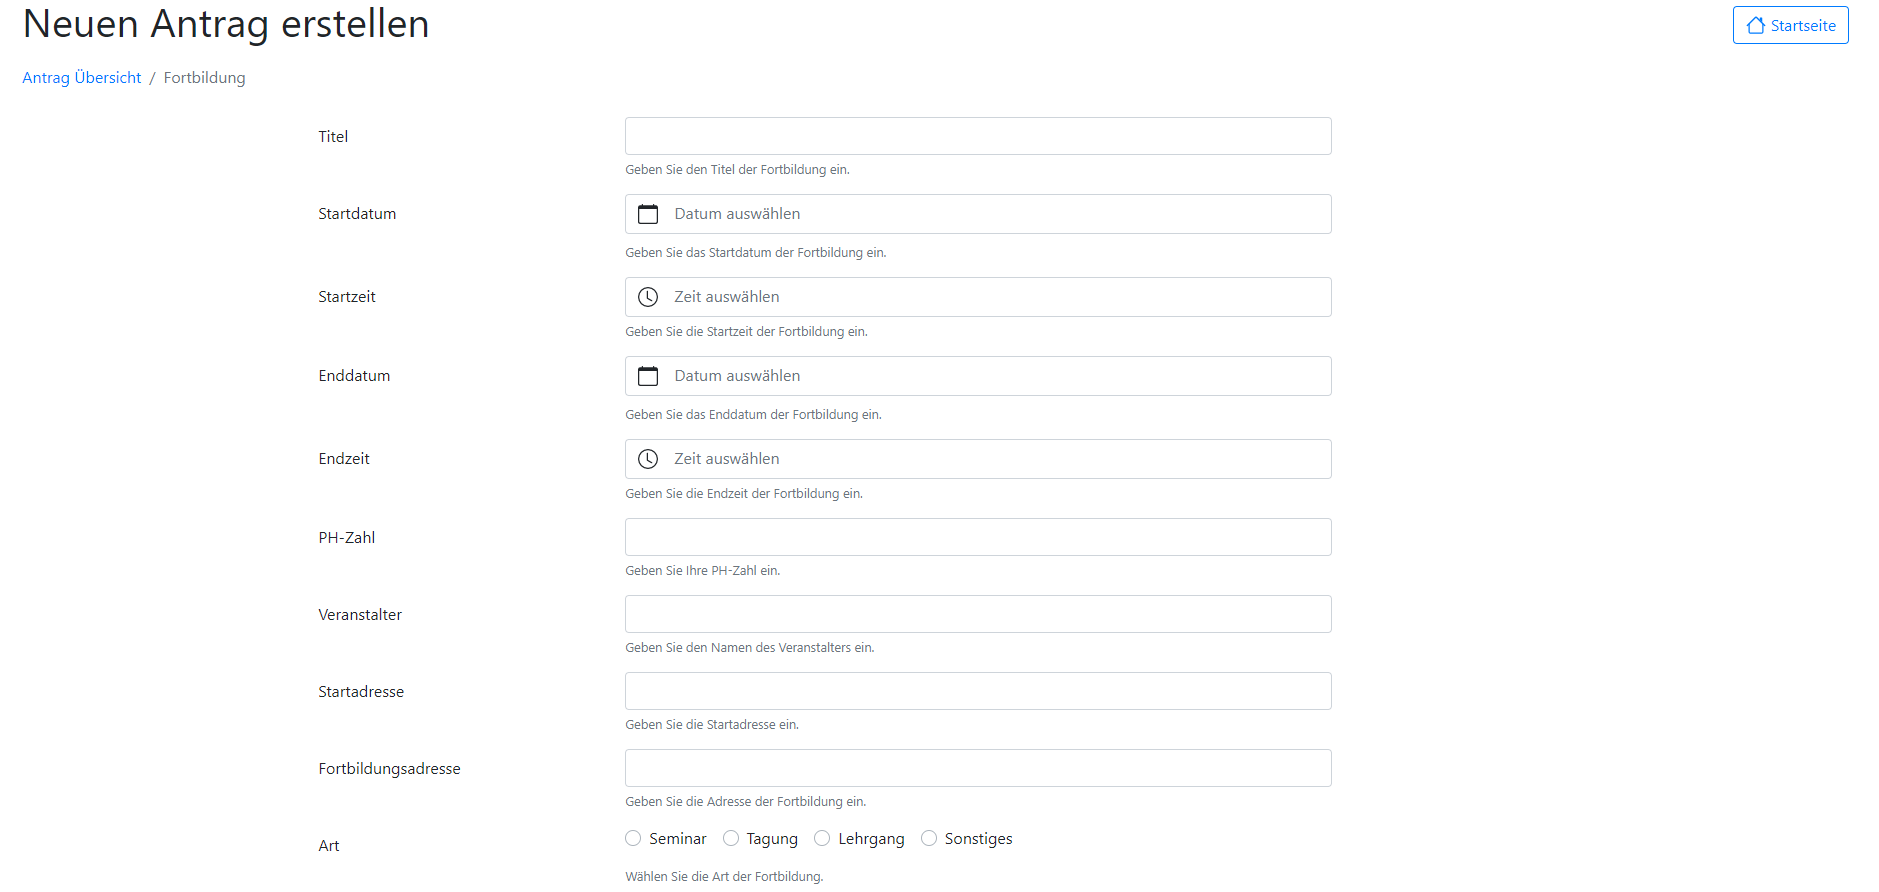 Neuen Antrag erstellen
Startseite
Antrag Übersicht / Fortbildung
Titel
Geben Sie den Titel der Fortbildung ein.
Startdatum
Datum auswählen
Geben Sie das Startdatum der Fortbildung ein.
Startzeit
Zeit auswählen
Geben Sie die Startzeit der Fortbildung ein.
Enddatum
Datum auswählen
Geben Sie das Enddatum der Fortbildung ein.
Endzeit
Zeit auswählen
Geben Sie die Endzeit der Fortbildung ein.
PH-Zahl
Geben Sie Ihre PH-Zahl ein.
Veranstalter
Geben Sie den Namen des Veranstalters ein.
Startadresse
Geben Sie die Startadresse ein.
Fortbildungsadresse
Geben Sie die Adresse der Fortbildung ein.
Art
Seminar Tagung Lehrgang Sonstiges
Wählen Sie die Art der Fortbildung.